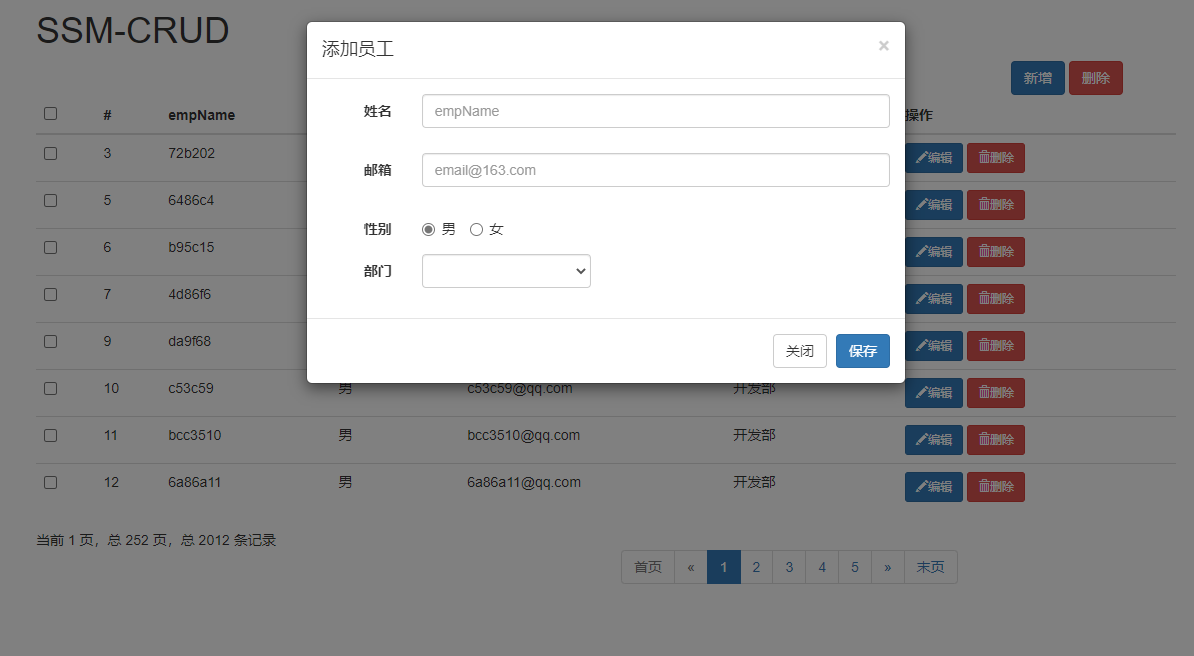 SSM-CRUD
添加员工 ×
新增 删除
# empName 操作
姓名 empName
邮箱 email@163.com
性别 男 女
部门
关闭 保存
3 72b202 编辑 删除
5 6486c4 编辑 删除
6 b95c15 编辑 删除
7 4d86f6 编辑 删除
9 da9f68 编辑 删除
10 c53c59 男 c53c59@qq.com 开发部 编辑 删除
11 bcc3510 男 bcc3510@qq.com 开发部 编辑 删除
12 6a86a11 男 6a86a11@qq.com 开发部 编辑 删除
当前 1 页，总 252 页，总 2012 条记录
首页 « 1 2 3 4 5 » 末页